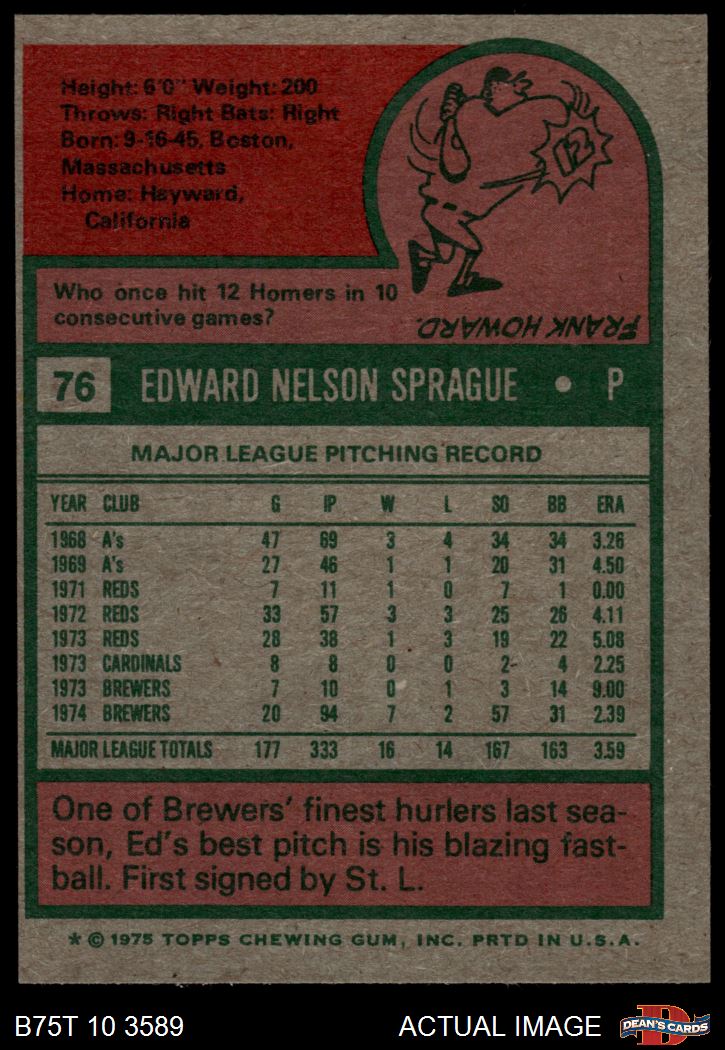 Height: 6'0" Weight: 200
Throws: Right Bats: Right
Born: 9-16-45, Boston,
Massachusetts
Home: Hayward,
California
12
Who once hit 12 Homers in 10
consecutive games?
FRANK HOWARD.
76 EDWARD NELSON SPRAGUE • P
MAJOR LEAGUE PITCHING RECORD
YEAR CLUB G IP W L SO BB ERA
1968 A's 47 69 3 4 34 34 3.26
1969 A's 27 46 1 1 20 31 4.50
1971 REDS 7 11 1 0 7 1 0.00
1972 REDS 33 57 3 3 25 26 4.11
1973 REDS 28 38 1 3 19 22 5.08
1973 CARDINALS 8 8 0 0 2 4 2.25
1973 BREWERS 7 10 0 1 3 14 9.00
1974 BREWERS 20 94 7 2 57 31 2.39
MAJOR LEAGUE TOTALS 177 333 16 14 167 163 3.59
One of Brewers' finest hurlers last sea-
son, Ed's best pitch is his blazing fast-
ball. First signed by St. L.
* © 1975 TOPPS CHEWING GUM, INC. PRTD IN U.S.A.
B75T 10 3589 ACTUAL IMAGE D DEAN'S CARDS